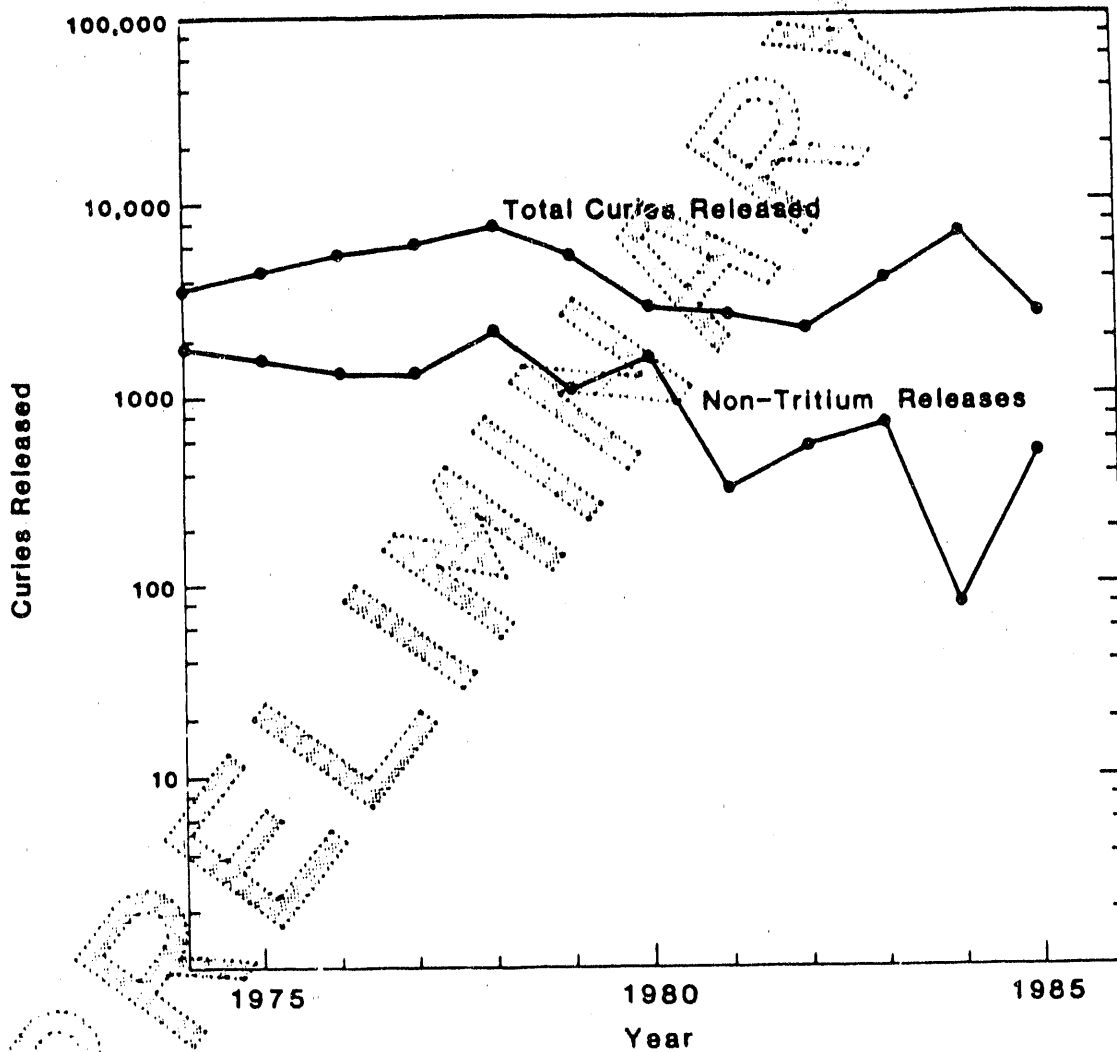 100,000
10,000
1000
100
10
Curies Released
Total Curies Released
Non-Tritium Releases
1975
1980
1985
Year
PRELIMINARY